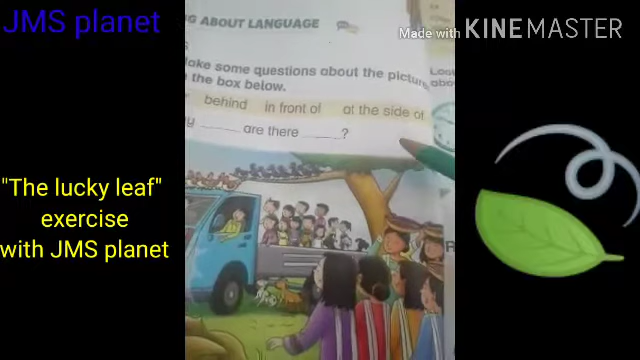 JMS planet
Made with KINEMASTER
G ABOUT LANGUAGE
ake some questions about the pictur
the box below.
behind in front of at the side of
are there ?
"The lucky leaf"
exercise
with JMS planet